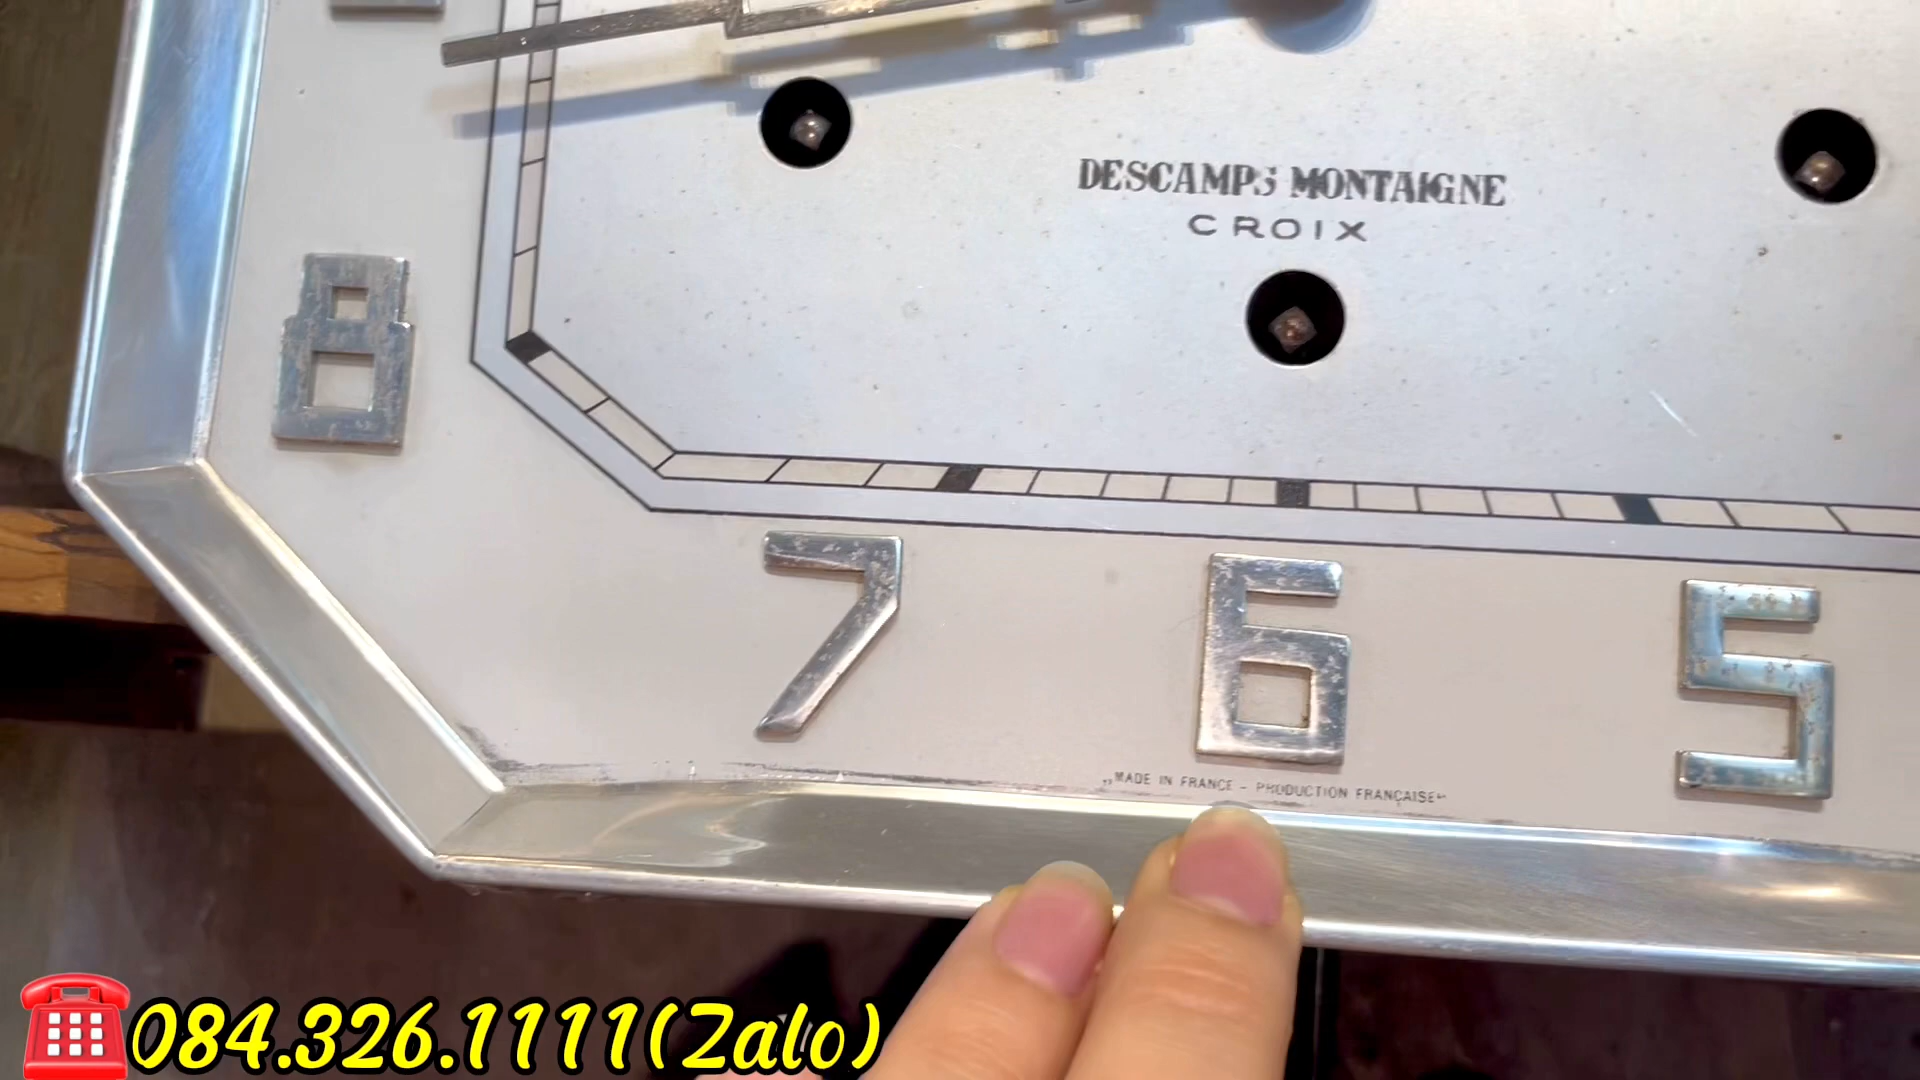 DESCAMPS MONTAIGNE
CROIX
8
7 6 5
„MADE IN FRANCE - PRODUCTION FRANÇAISE“
084.326.1111(Zalo)